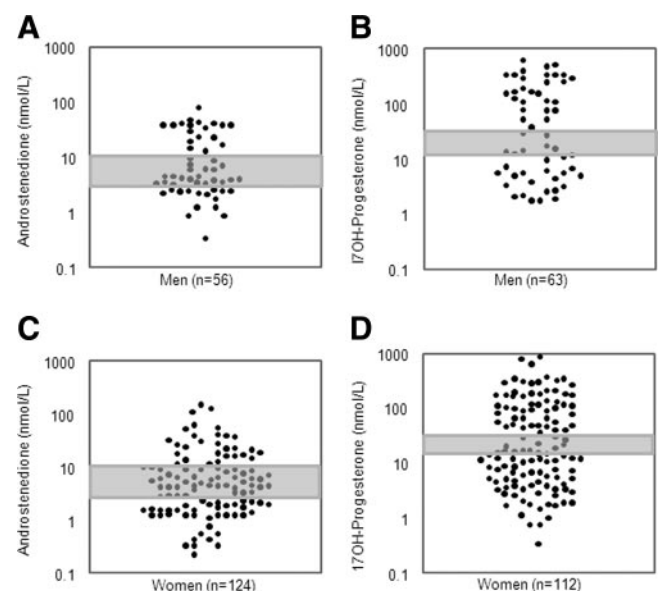 A
Androstenedione (nmol/L)
1000
100
10
1
0.1
Men (n=56)
B
I7OH-Progesterone (nmol/L)
1000
100
10
1
0.1
Men (n=63)
C
Androstenedione (nmol/L)
1000
100
10
1
0.1
Women (n=124)
D
17OH-Progesterone (nmol/L)
1000
100
10
1
0.1
Women (n=112)